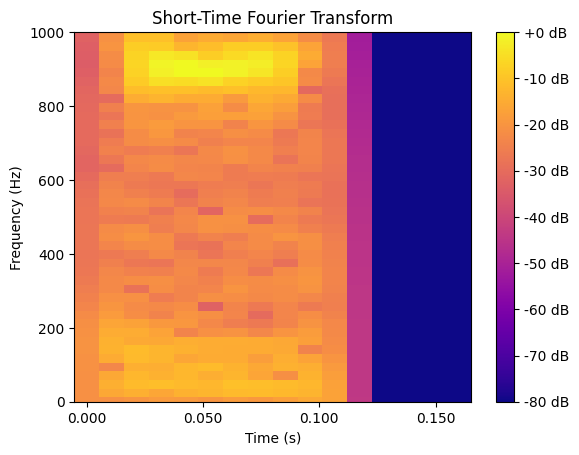 Short-Time Fourier Transform
1000
800
600
400
200
0
Frequency (Hz)
0.000
0.050
0.100
0.150
Time (s)
+0 dB
-10 dB
-20 dB
-30 dB
-40 dB
-50 dB
-60 dB
-70 dB
-80 dB